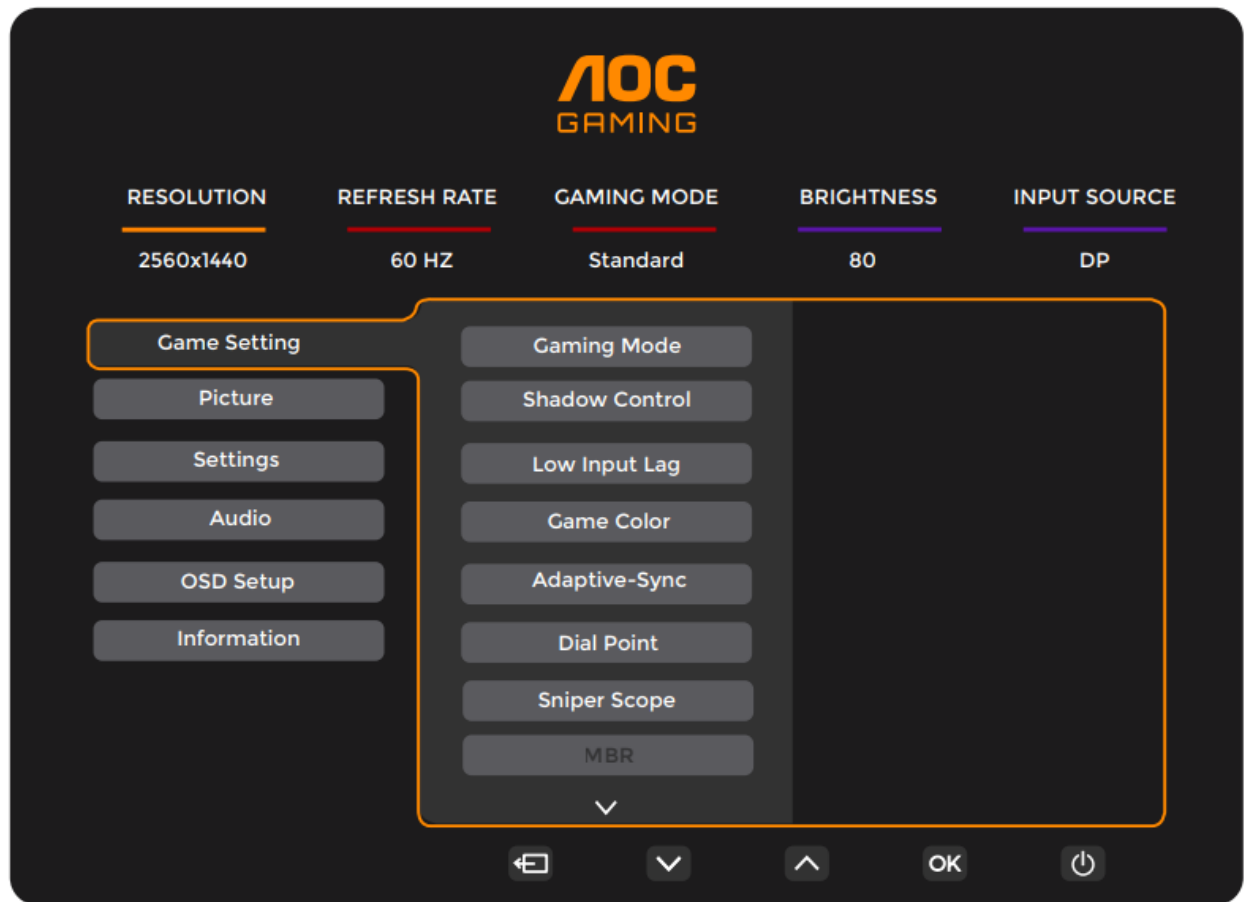 AOC
GAMING
RESOLUTION REFRESH RATE GAMING MODE BRIGHTNESS INPUT SOURCE
2560x1440 60 HZ Standard 80 DP
Game Setting
Picture
Settings
Audio
OSD Setup
Information
Gaming Mode
Shadow Control
Low Input Lag
Game Color
Adaptive-Sync
Dial Point
Sniper Scope
MBR
OK